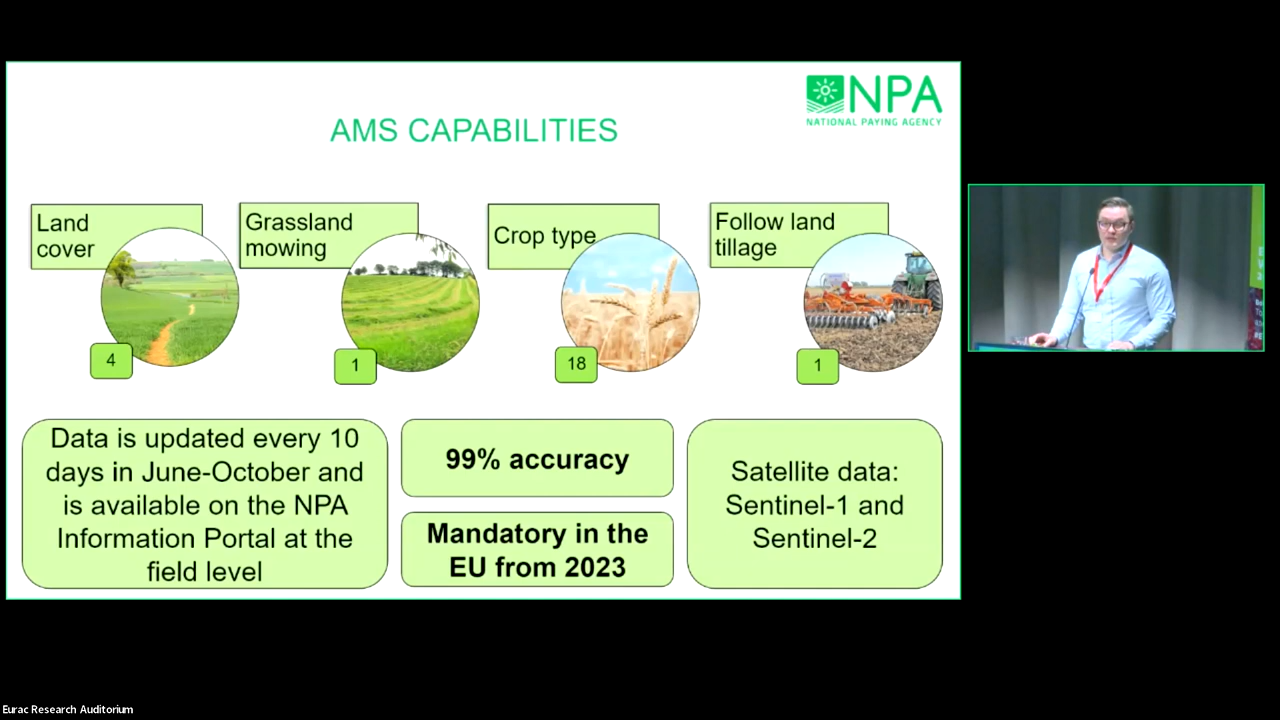 NPA
NATIONAL PAYING AGENCY
AMS CAPABILITIES
Land
cover
4
Grassland
mowing
1
Crop type
18
Follow land
tillage
1
Data is updated every 10
days in June-October and
is available on the NPA
Information Portal at the
field level
99% accuracy
Mandatory in the
EU from 2023
Satellite data:
Sentinel-1 and
Sentinel-2
Eurac Research Auditorium